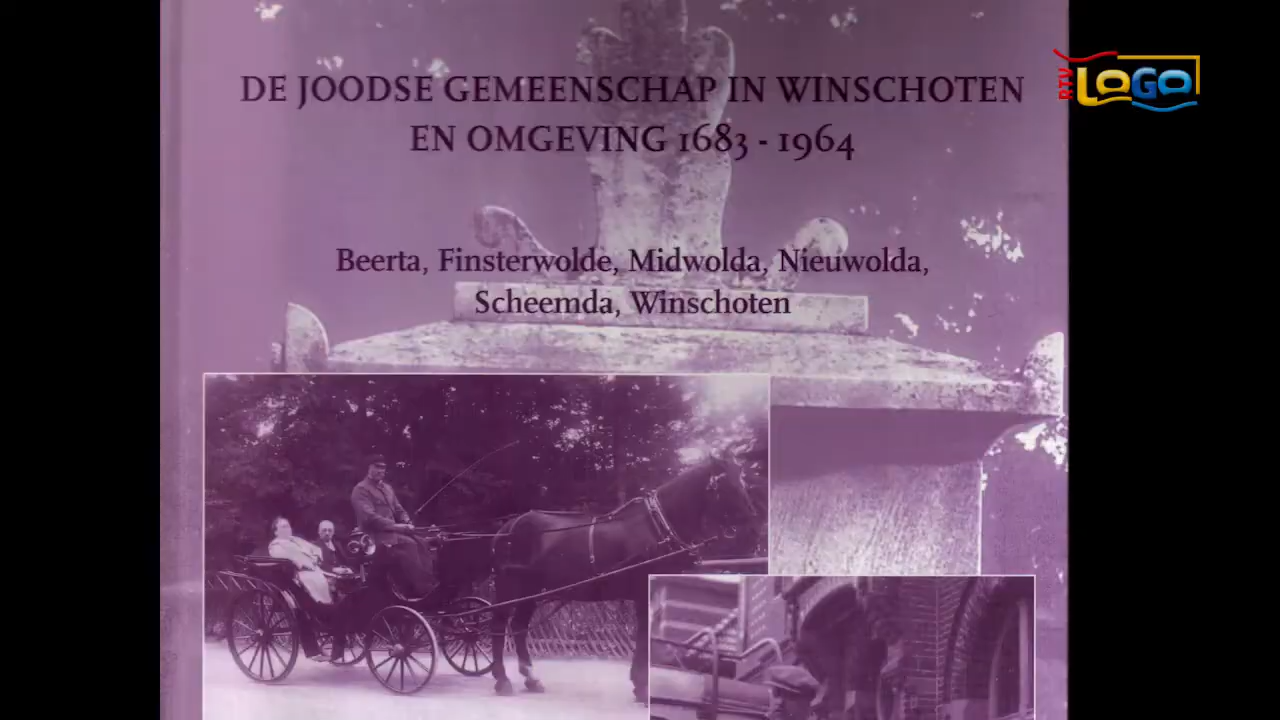 DE JOODSE GEMEENSCHAP IN WINSCHOTEN
EN OMGEVING 1683 - 1964
Beerta, Finsterwolde, Midwolda, Nieuwolda,
Scheemda, Winschoten
RTV LOGO